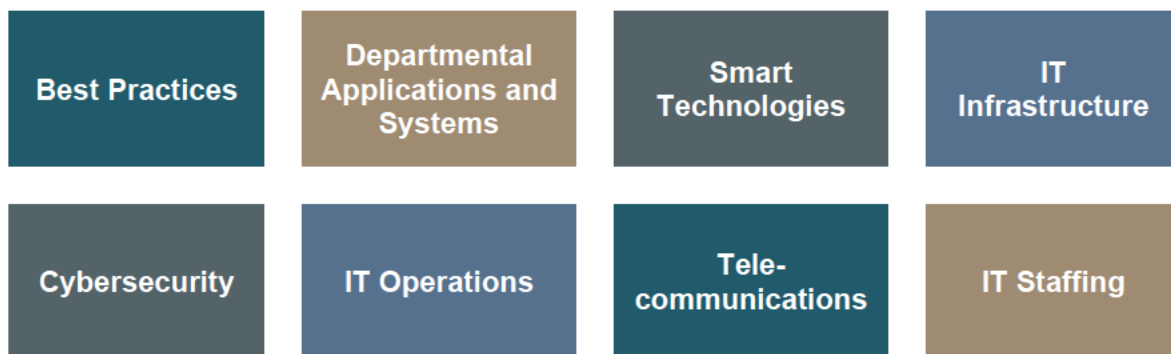 Best Practices
Departmental
Applications and
Systems
Smart
Technologies
IT
Infrastructure
Cybersecurity
IT Operations
Tele-
communications
IT Staffing